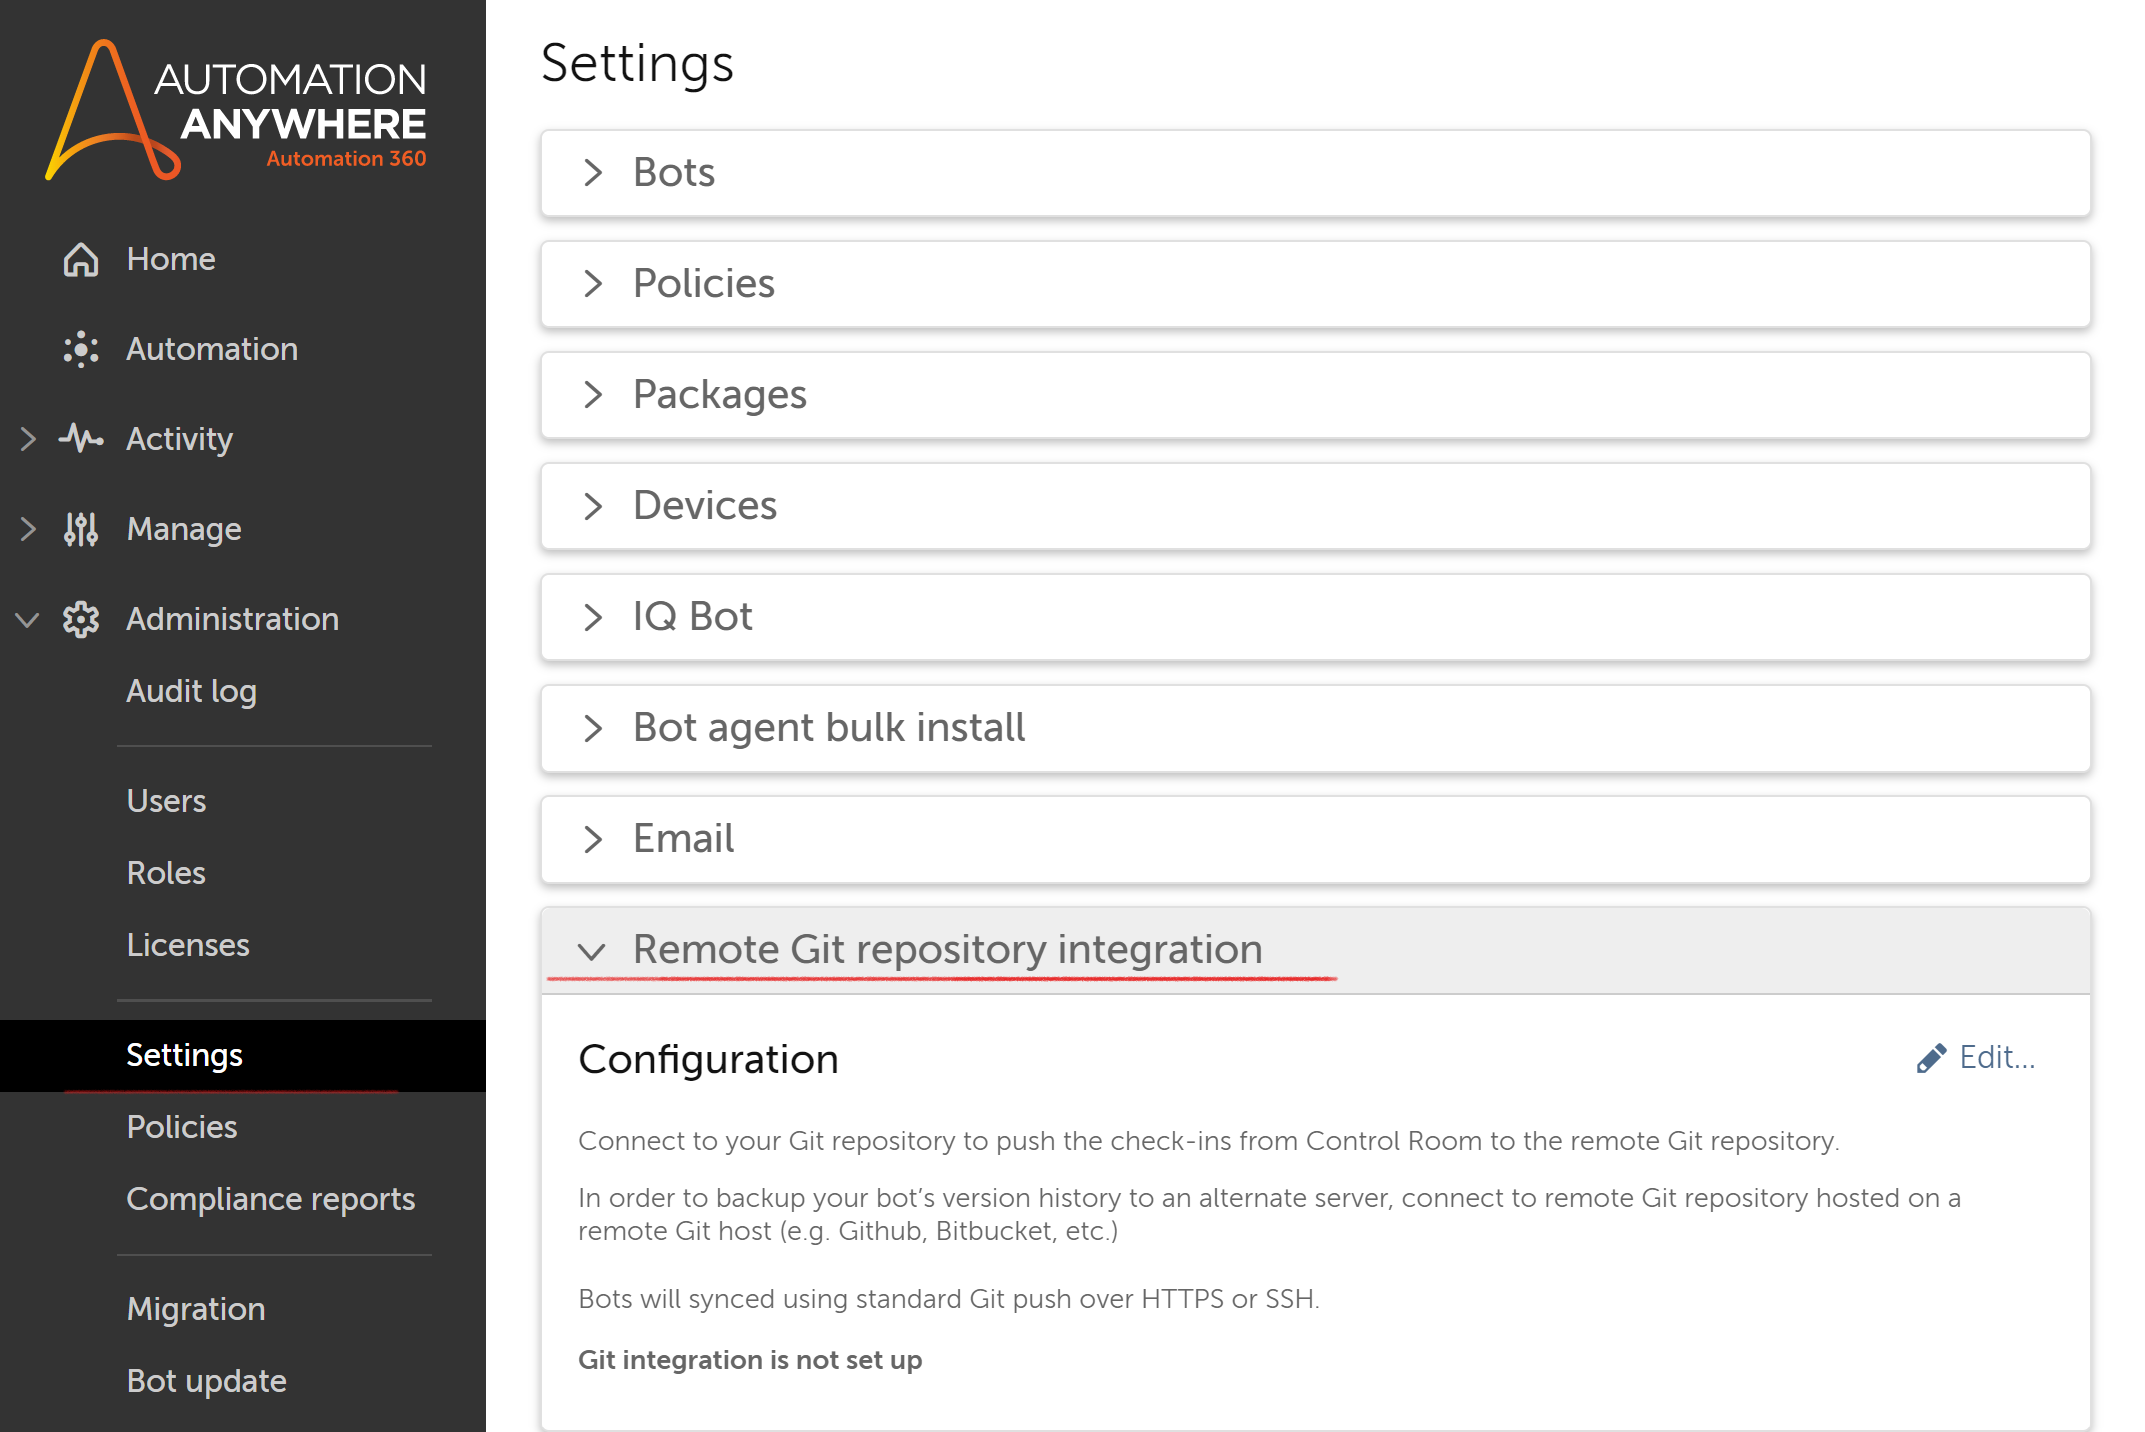 AUTOMATION
ANYWHERE
Automation 360
Home
Automation
Activity
Manage
Administration
Audit log
Users
Roles
Licenses
Settings
Policies
Compliance reports
Migration
Bot update
Settings
Bots
Policies
Packages
Devices
IQ Bot
Bot agent bulk install
Email
Remote Git repository integration
Configuration
Edit...
Connect to your Git repository to push the check-ins from Control Room to the remote Git repository.
In order to backup your bot’s version history to an alternate server, connect to remote Git repository hosted on a
remote Git host (e.g. Github, Bitbucket, etc.)
Bots will synced using standard Git push over HTTPS or SSH.
Git integration is not set up